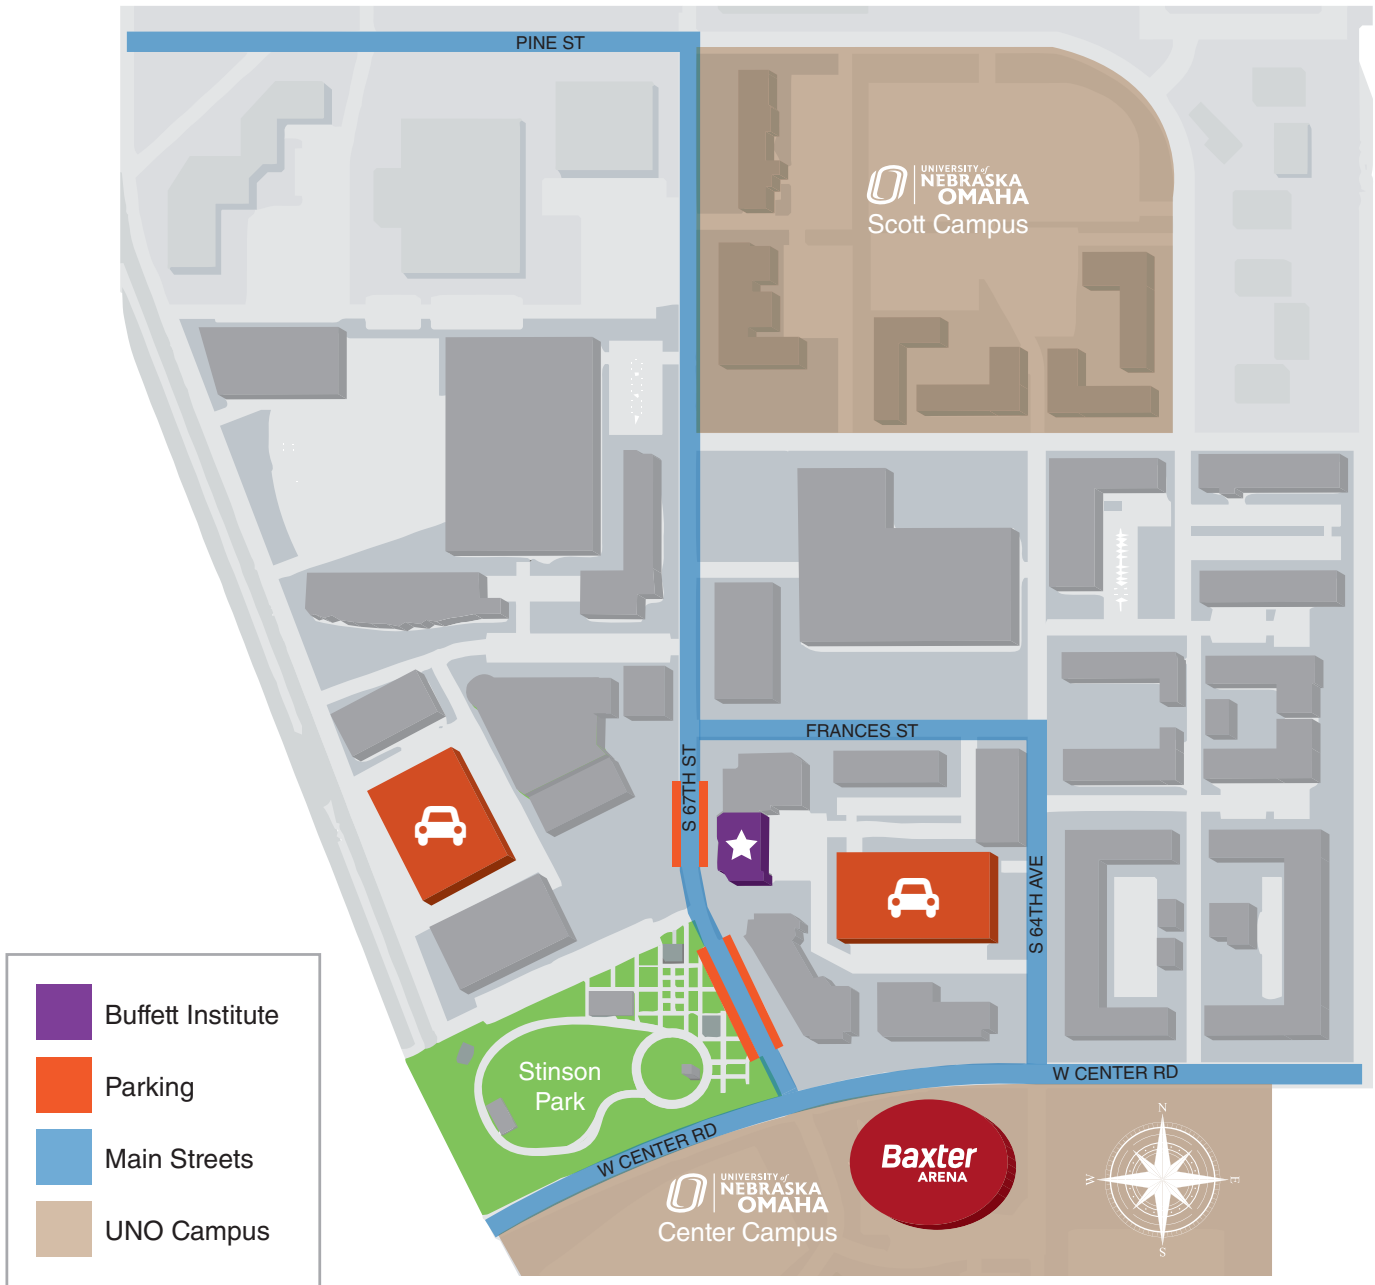 PINE ST
UNIVERSITY of
NEBRASKA
OMAHA
Scott Campus
FRANCES ST
S 67TH ST
S 64TH AVE
Buffett Institute
Parking
Main Streets
UNO Campus
Stinson
Park
W CENTER RD
W CENTER RD
Baxter
ARENA
UNIVERSITY of
NEBRASKA
OMAHA
Center Campus
N
W
E
S